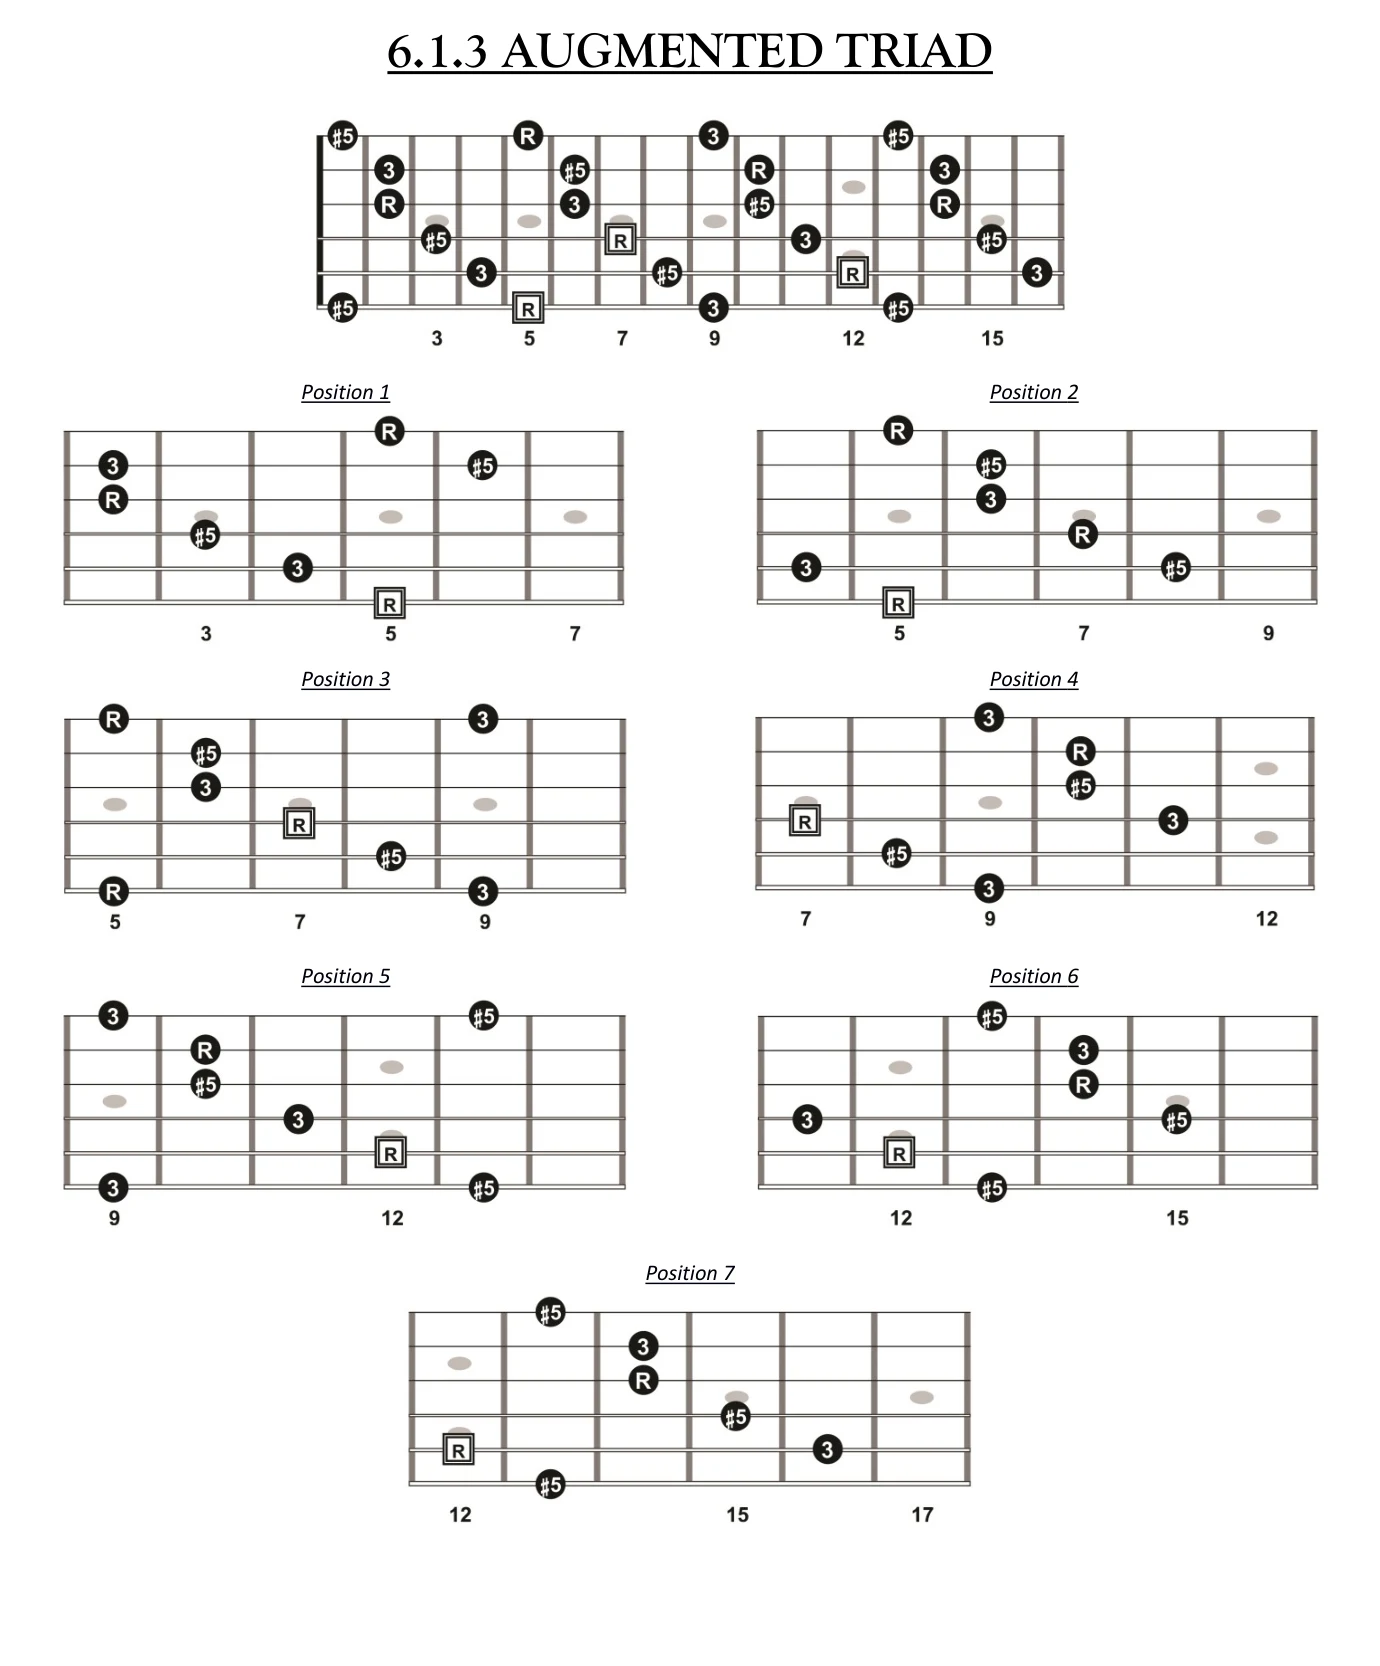 6.1.3 AUGMENTED TRIAD
♯5 R 3 ♯5
3 ♯5 R 3
R 3 ♯5 R
♯5 R 3 ♯5
3 ♯5 R 3
♯5 R 3 ♯5
3 5 7 9 12 15
Position 1
R
3 ♯5
R
♯5
3
R
3 5 7
Position 2
R
♯5
3
R
3 ♯5
R
5 7 9
Position 3
R 3
♯5
3
R
♯5
R 3
5 7 9
Position 4
3
R
♯5
R 3
♯5
3
7 9 12
Position 5
3 ♯5
R
♯5
3
R
3 ♯5
9 12
Position 6
♯5
3
R
3 ♯5
R
♯5
12 15
Position 7
♯5
3
R
♯5
R 3
♯5
12 15 17